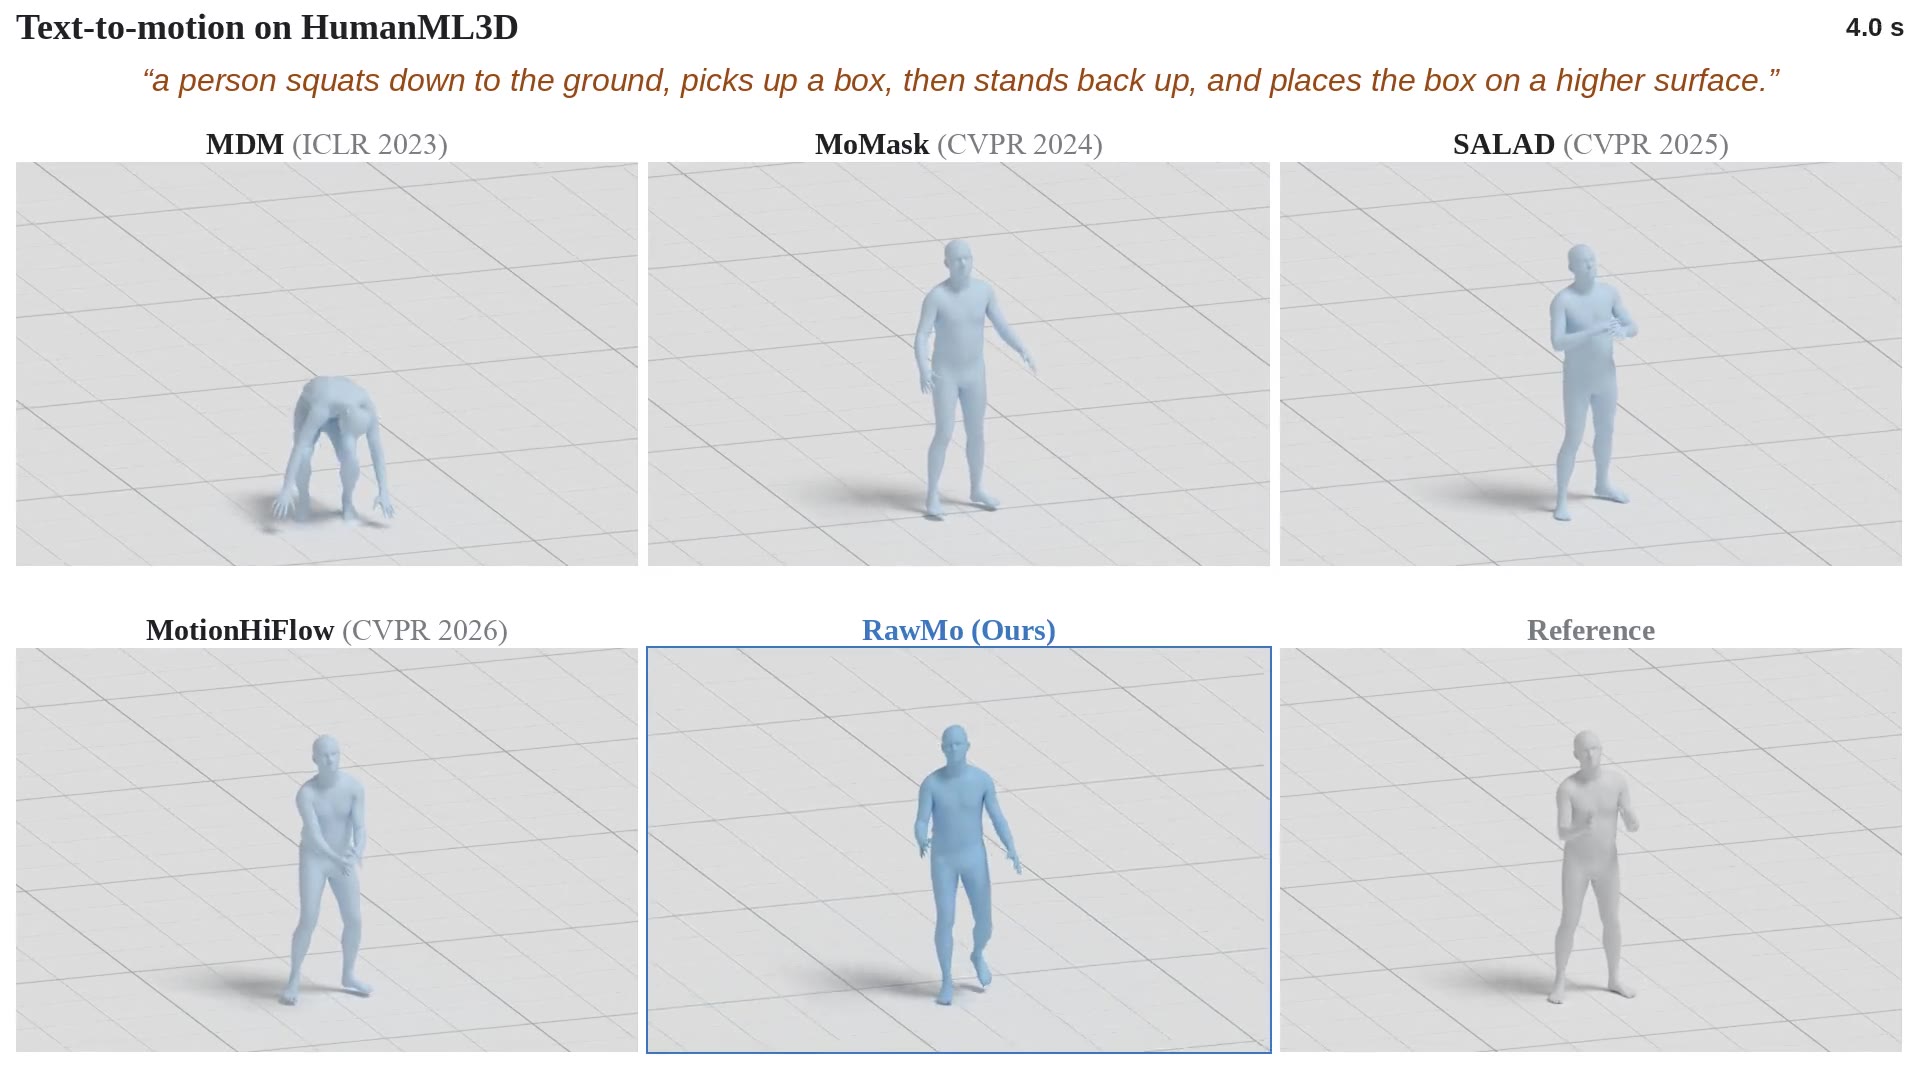 Text-to-motion on HumanML3D
4.0 s
“a person squats down to the ground, picks up a box, then stands back up, and places the box on a higher surface.”
MDM (ICLR 2023)
MoMask (CVPR 2024)
SALAD (CVPR 2025)
MotionHiFlow (CVPR 2026)
RawMo (Ours)
Reference